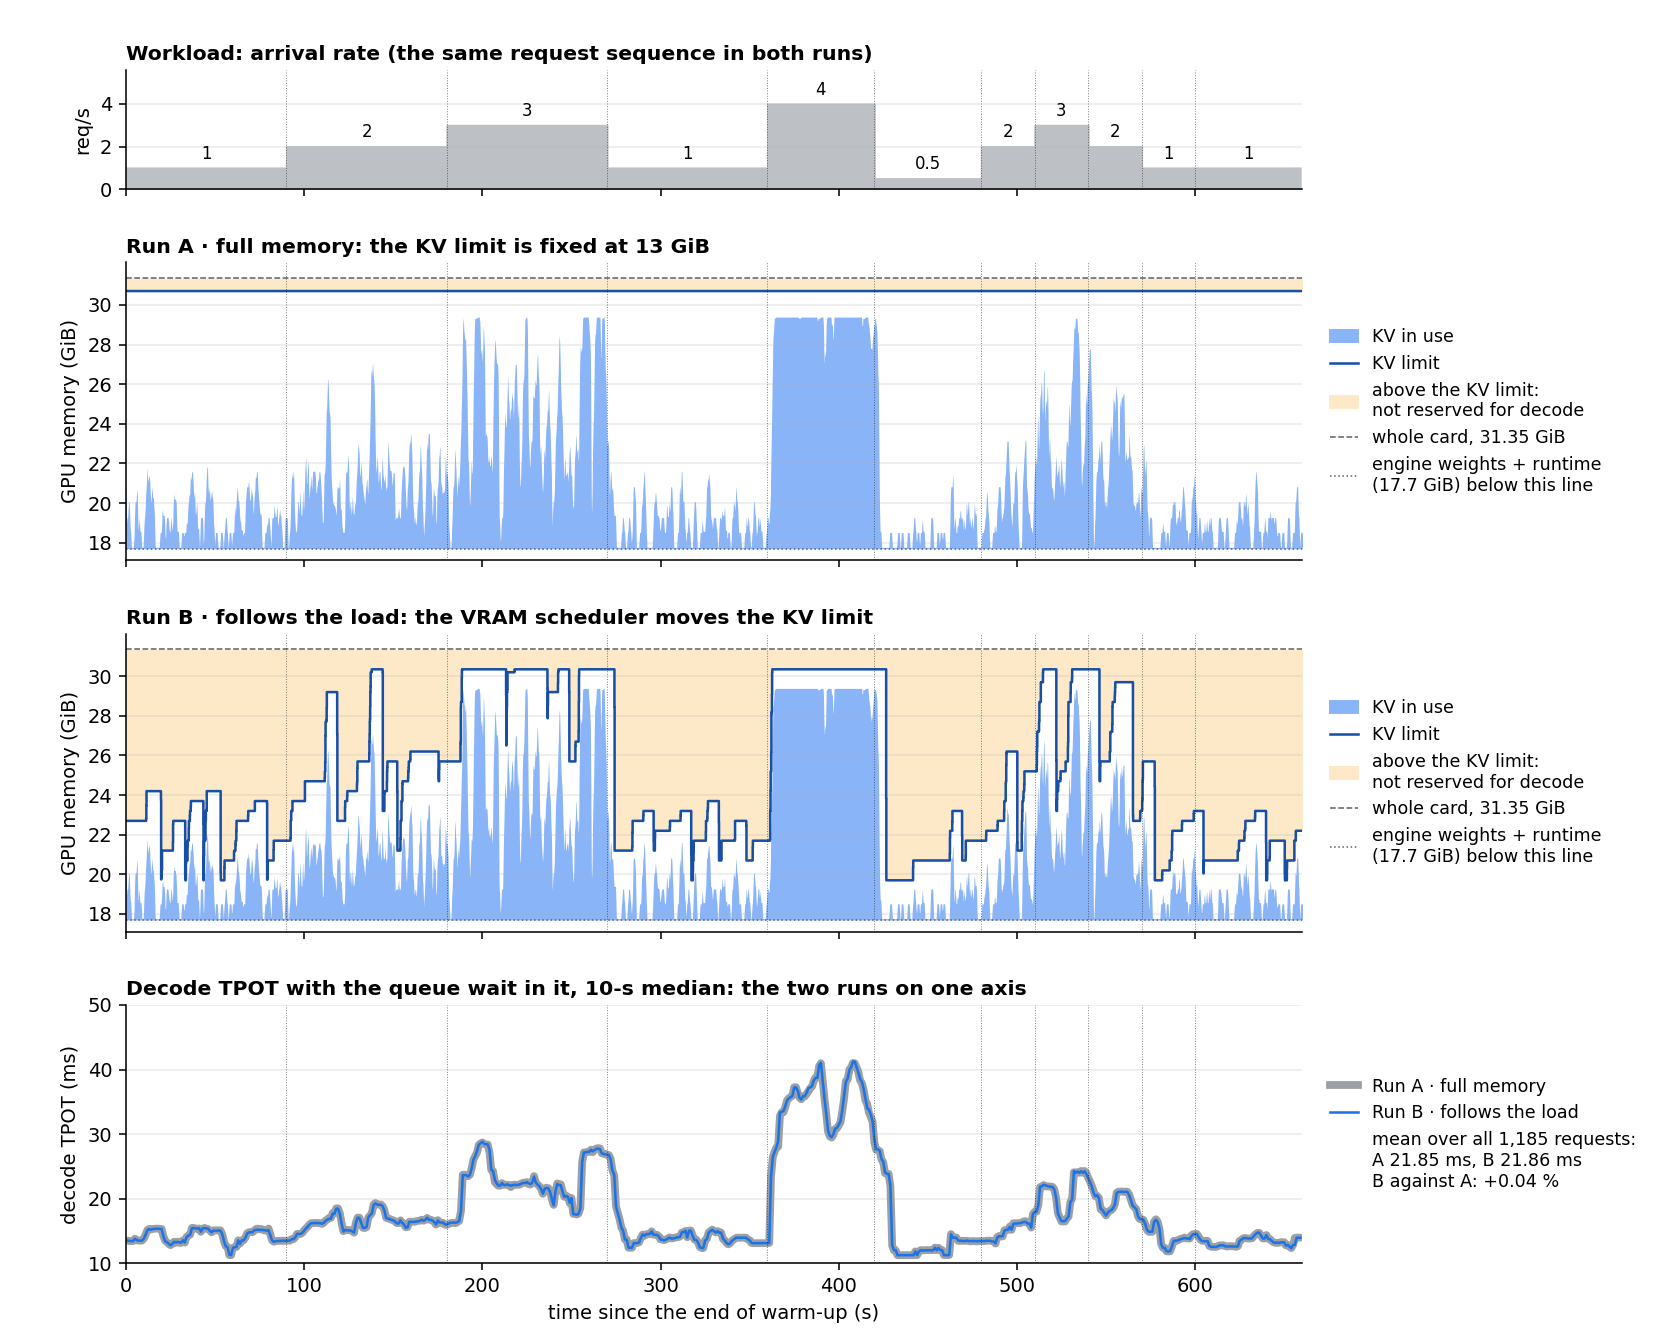 Workload: arrival rate (the same request sequence in both runs)
req/s
4
2
0
1
2
3
1
4
0.5
2
3
2
1
1
Run A · full memory: the KV limit is fixed at 13 GiB
GPU memory (GiB)
30
28
26
24
22
20
18
KV in use
KV limit
above the KV limit:
not reserved for decode
whole card, 31.35 GiB
engine weights + runtime
(17.7 GiB) below this line
Run B · follows the load: the VRAM scheduler moves the KV limit
GPU memory (GiB)
30
28
26
24
22
20
18
KV in use
KV limit
above the KV limit:
not reserved for decode
whole card, 31.35 GiB
engine weights + runtime
(17.7 GiB) below this line
Decode TPOT with the queue wait in it, 10-s median: the two runs on one axis
decode TPOT (ms)
50
40
30
20
10
0
100
200
300
400
500
600
time since the end of warm-up (s)
Run A · full memory
Run B · follows the load
mean over all 1,185 requests:
A 21.85 ms, B 21.86 ms
B against A: +0.04 %